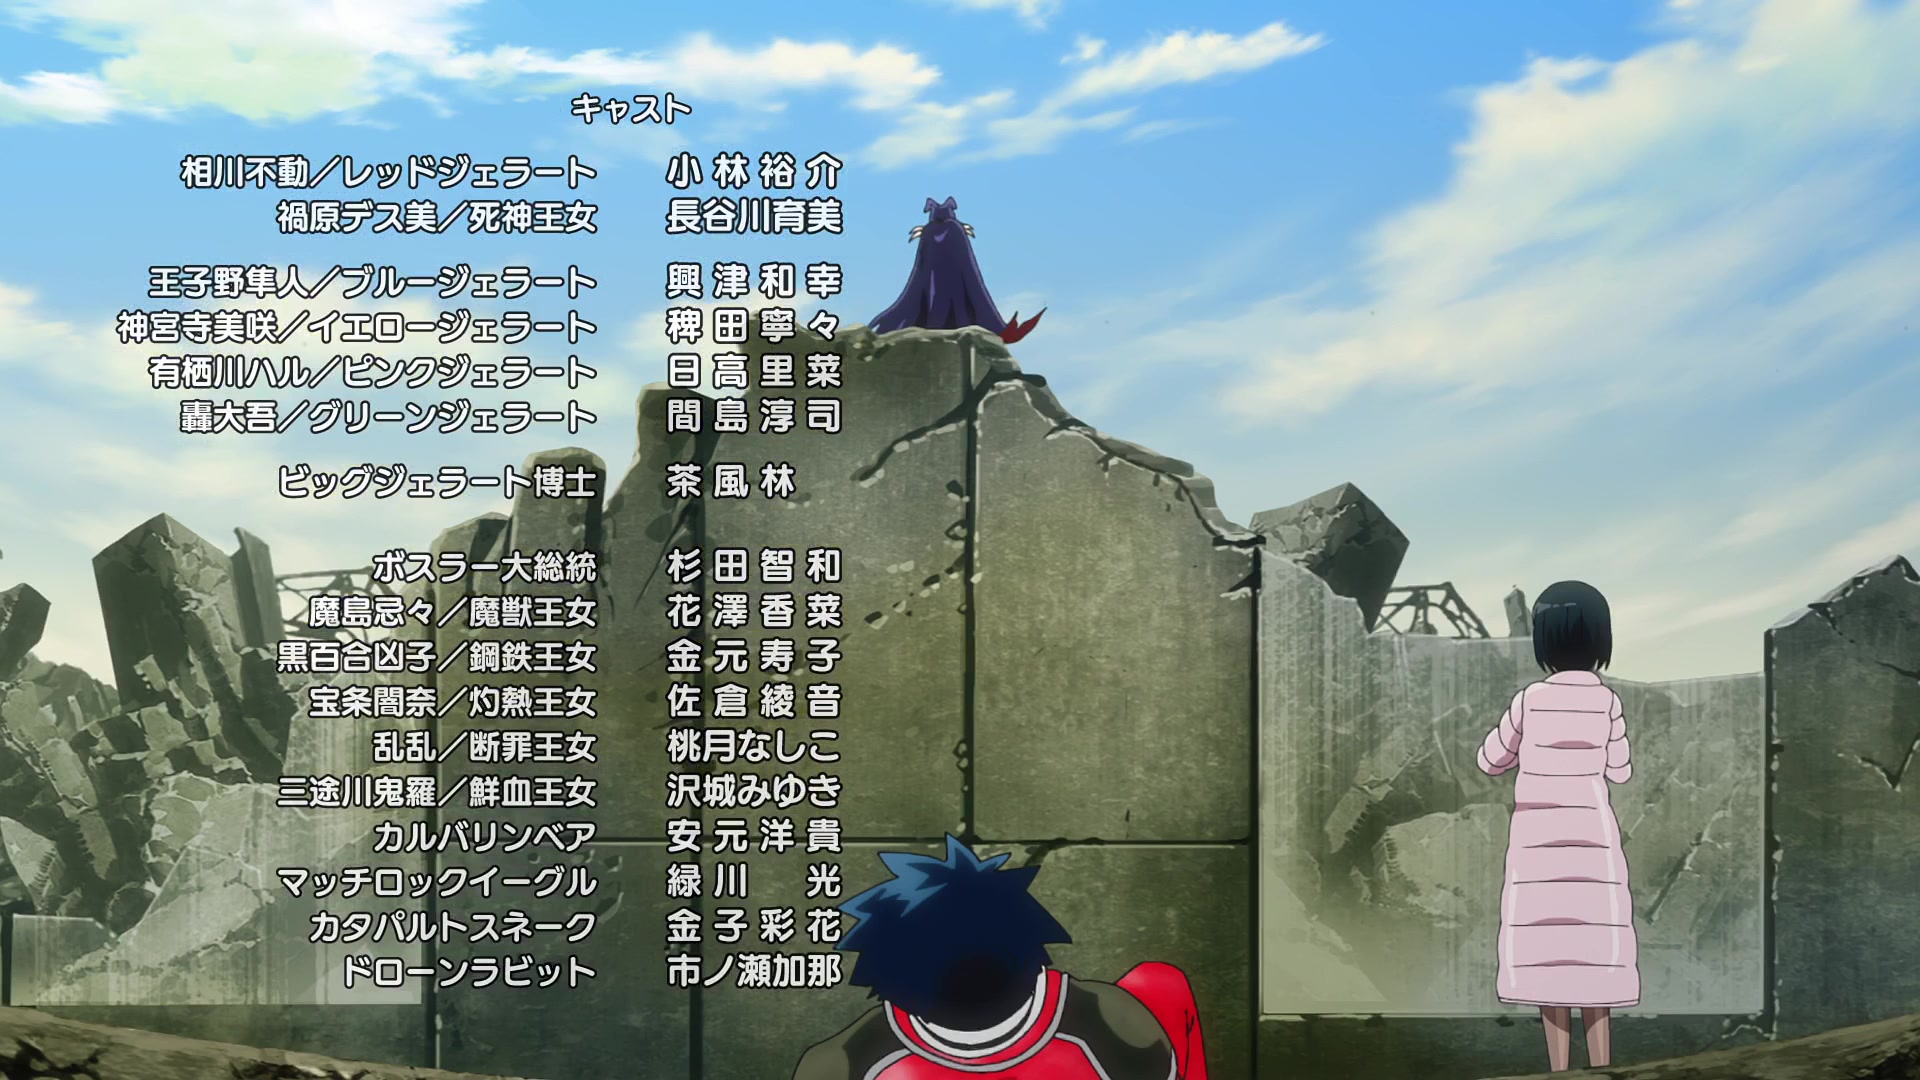 キャスト
相川不動／レッドジェラート 小林裕介
禍原デス美／死神王女 長谷川育美
王子野隼人／ブルージェラート 興津和幸
神宮寺美咲／イエロージェラート 稗田寧々
有栖川ハル／ピンクジェラート 日高里菜
轟大吾／グリーンジェラート 間島淳司
ビッグジェラート博士 茶風林
ボスラー大総統 杉田智和
魔島忌々／魔獣王女 花澤香菜
黒百合凶子／鋼鉄王女 金元寿子
宝条闇奈／灼熱王女 佐倉綾音
乱乱／断罪王女 桃月なしこ
三途川鬼羅／鮮血王女 沢城みゆき
カルバリンベア 安元洋貴
マッチロックイーグル 緑川 光
カタパルトスネーク 金子彩花
ドローンラビット 市ノ瀬加那